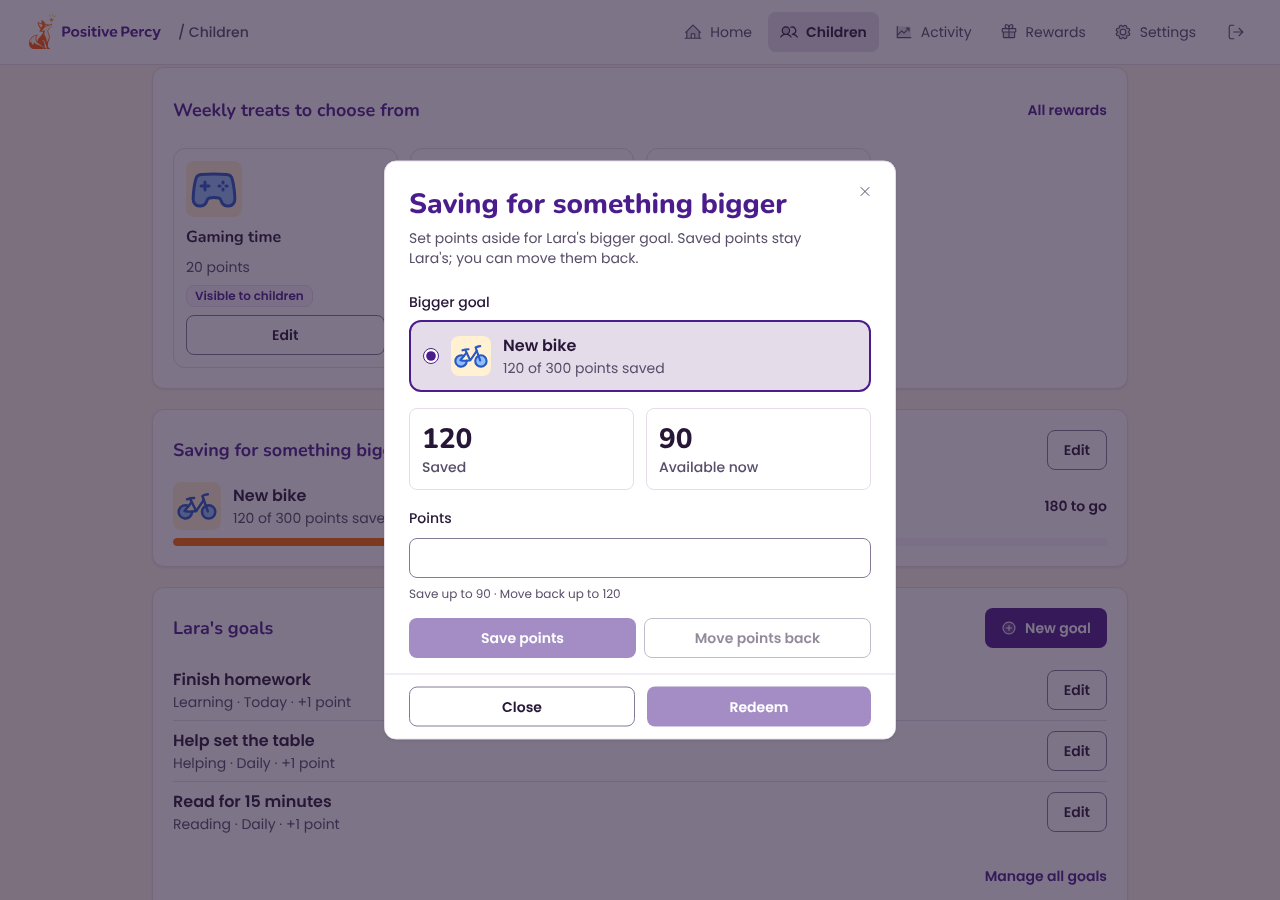 Positive Percy / Children
Home
Children
Activity
Rewards
Settings
Weekly treats to choose from
All rewards
Gaming time
20 points
Visible to children
Edit
Saving for something bigger
Set points aside for Lara's bigger goal. Saved points stay
Lara's; you can move them back.
Bigger goal
New bike
120 of 300 points saved
120
Saved
90
Available now
Points
Save up to 90 · Move back up to 120
Save points
Move points back
Close
Redeem
Saving for something big
Edit
New bike
120 of 300 points save
180 to go
Lara's goals
New goal
Finish homework
Learning · Today · +1 point
Edit
Help set the table
Helping · Daily · +1 point
Edit
Read for 15 minutes
Reading · Daily · +1 point
Edit
Manage all goals